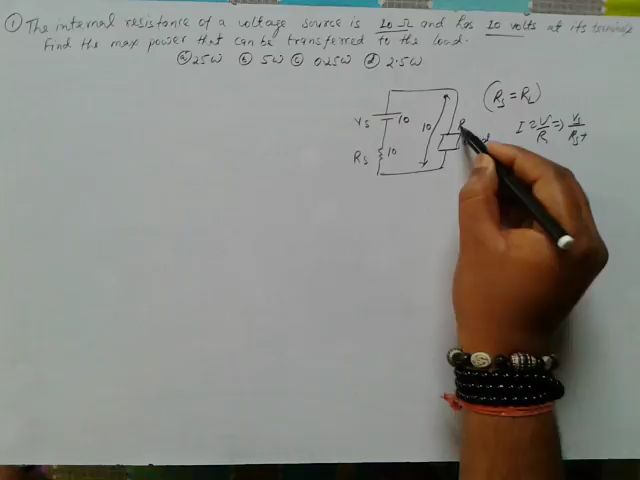 ① The internal resistance of a voltage source is 10 Ω and has 10 volts at its
Find the max power that can be transferred to the load.
ⓐ 25W ⓑ 5W ⓒ 0.25W ⓓ 2.5W
(Rs = RL)
Vs 10 10 R I = V/R => Vs/Rs+
Rs 10